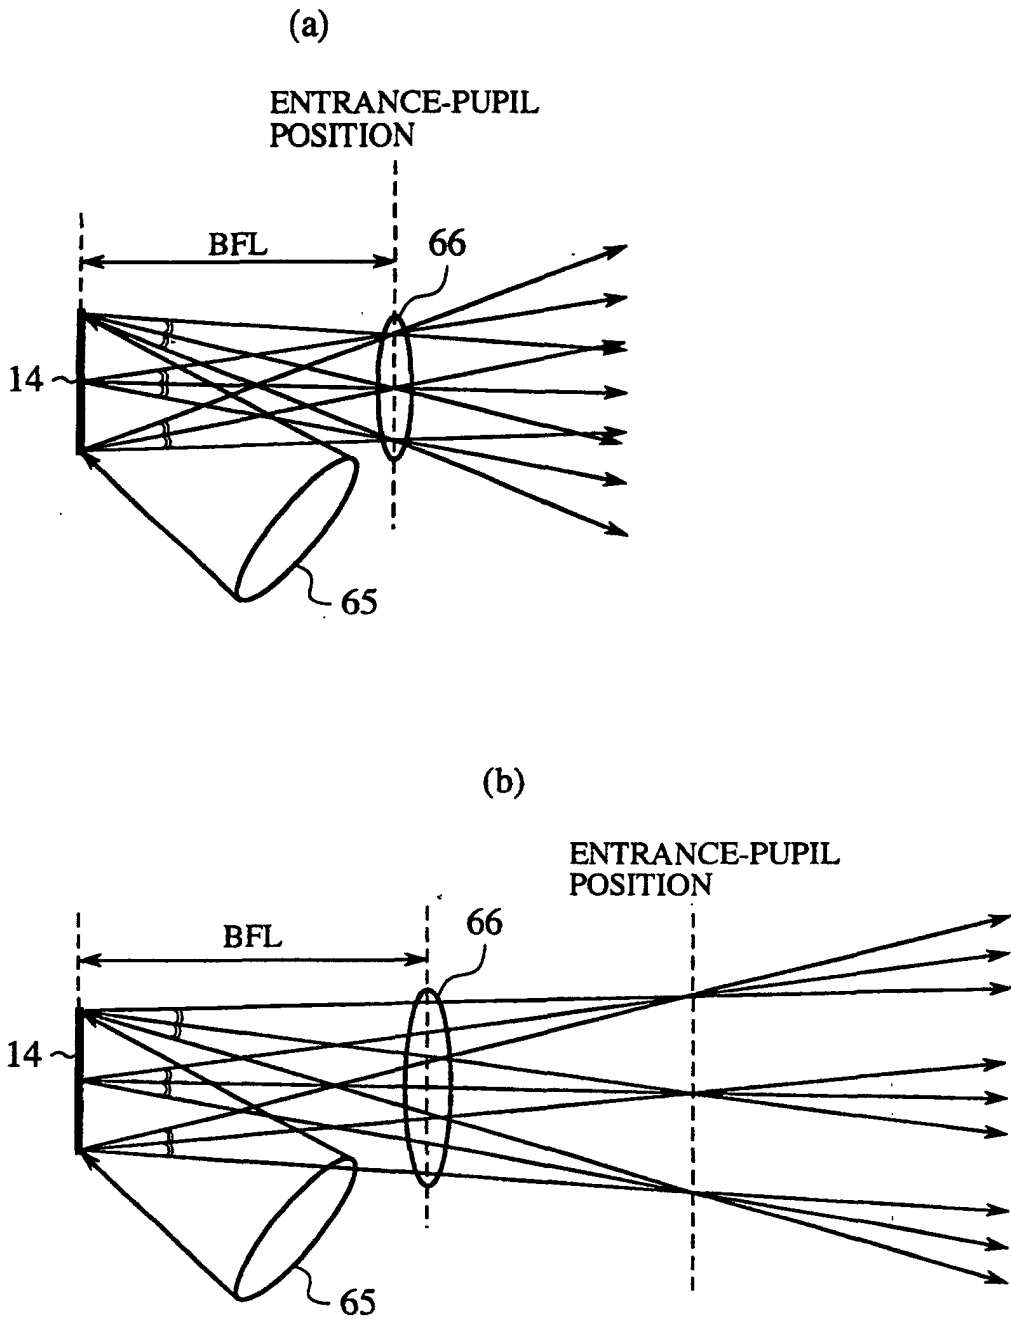 (a)
ENTRANCE-PUPIL
POSITION
BFL
66
14
65
(b)
ENTRANCE-PUPIL
POSITION
BFL
66
14
65